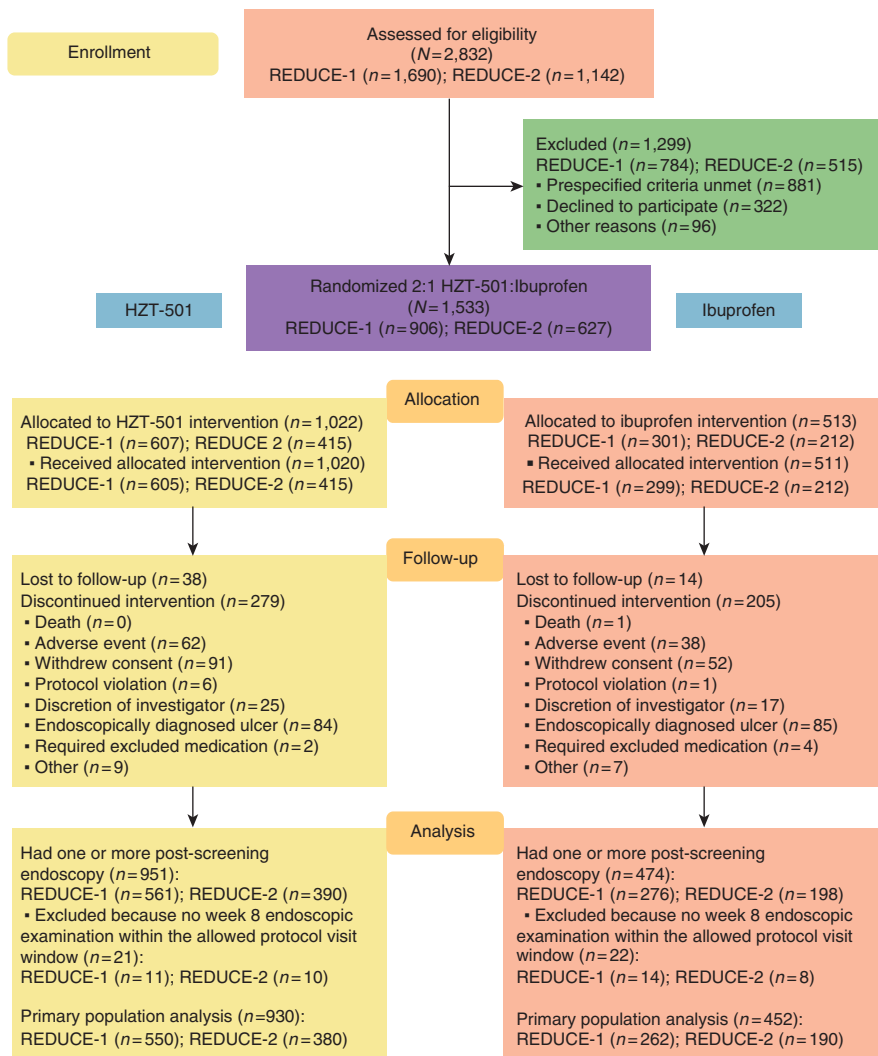 Enrollment
Assessed for eligibility
(N=2,832)
REDUCE-1 (n=1,690); REDUCE-2 (n=1,142)
Excluded (n=1,299)
REDUCE-1 (n=784); REDUCE-2 (n=515)
▪ Prespecified criteria unmet (n=881)
▪ Declined to participate (n=322)
▪ Other reasons (n=96)
HZT-501
Randomized 2:1 HZT-501:Ibuprofen
(N=1,533)
REDUCE-1 (n=906); REDUCE-2 (n=627)
Ibuprofen
Allocation
Allocated to HZT-501 intervention (n=1,022)
REDUCE-1 (n=607); REDUCE 2 (n=415)
▪ Received allocated intervention (n=1,020)
REDUCE-1 (n=605); REDUCE-2 (n=415)
Allocated to ibuprofen intervention (n=513)
REDUCE-1 (n=301); REDUCE-2 (n=212)
▪ Received allocated intervention (n=511)
REDUCE-1 (n=299); REDUCE-2 (n=212)
Follow-up
Lost to follow-up (n=38)
Discontinued intervention (n=279)
▪ Death (n=0)
▪ Adverse event (n=62)
▪ Withdrew consent (n=91)
▪ Protocol violation (n=6)
▪ Discretion of investigator (n=25)
▪ Endoscopically diagnosed ulcer (n=84)
▪ Required excluded medication (n=2)
▪ Other (n=9)
Lost to follow-up (n=14)
Discontinued intervention (n=205)
▪ Death (n=1)
▪ Adverse event (n=38)
▪ Withdrew consent (n=52)
▪ Protocol violation (n=1)
▪ Discretion of investigator (n=17)
▪ Endoscopically diagnosed ulcer (n=85)
▪ Required excluded medication (n=4)
▪ Other (n=7)
Analysis
Had one or more post-screening
endoscopy (n=951):
REDUCE-1 (n=561); REDUCE-2 (n=390)
▪ Excluded because no week 8 endoscopic
examination within the allowed protocol visit
window (n=21):
REDUCE-1 (n=11); REDUCE-2 (n=10)
Primary population analysis (n=930):
REDUCE-1 (n=550); REDUCE-2 (n=380)
Had one or more post-screening
endoscopy (n=474):
REDUCE-1 (n=276); REDUCE-2 (n=198)
▪ Excluded because no week 8 endoscopic
examination within the allowed protocol visit
window (n=22):
REDUCE-1 (n=14); REDUCE-2 (n=8)
Primary population analysis (n=452):
REDUCE-1 (n=262); REDUCE-2 (n=190)